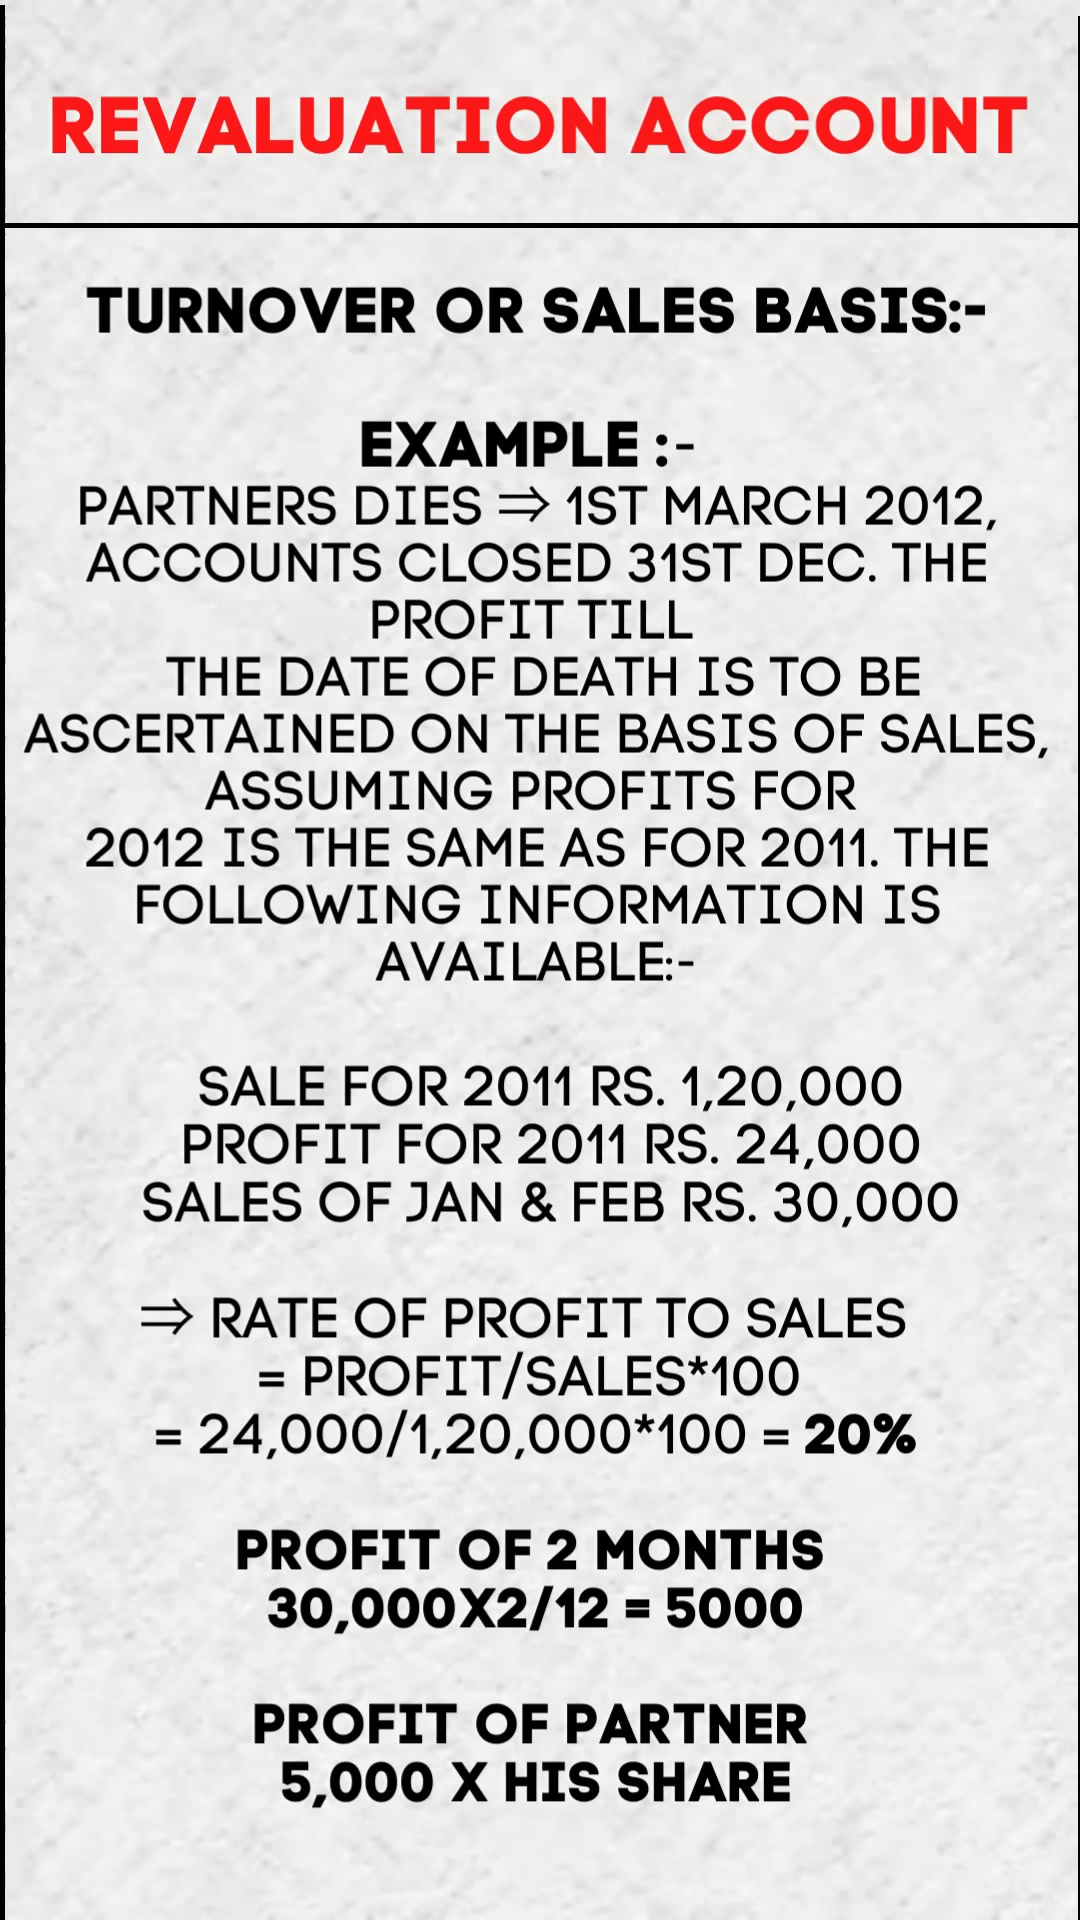 REVALUATION ACCOUNT
TURNOVER OR SALES BASIS:-
EXAMPLE :-
PARTNERS DIES ⇒ 1ST MARCH 2012,
ACCOUNTS CLOSED 31ST DEC. THE
PROFIT TILL
THE DATE OF DEATH IS TO BE
ASCERTAINED ON THE BASIS OF SALES,
ASSUMING PROFITS FOR
2012 IS THE SAME AS FOR 2011. THE
FOLLOWING INFORMATION IS
AVAILABLE:-
SALE FOR 2011 RS. 1,20,000
PROFIT FOR 2011 RS. 24,000
SALES OF JAN & FEB RS. 30,000
⇒ RATE OF PROFIT TO SALES
= PROFIT/SALES*100
= 24,000/1,20,000*100 = 20%
PROFIT OF 2 MONTHS
30,000X2/12 = 5000
PROFIT OF PARTNER
5,000 X HIS SHARE